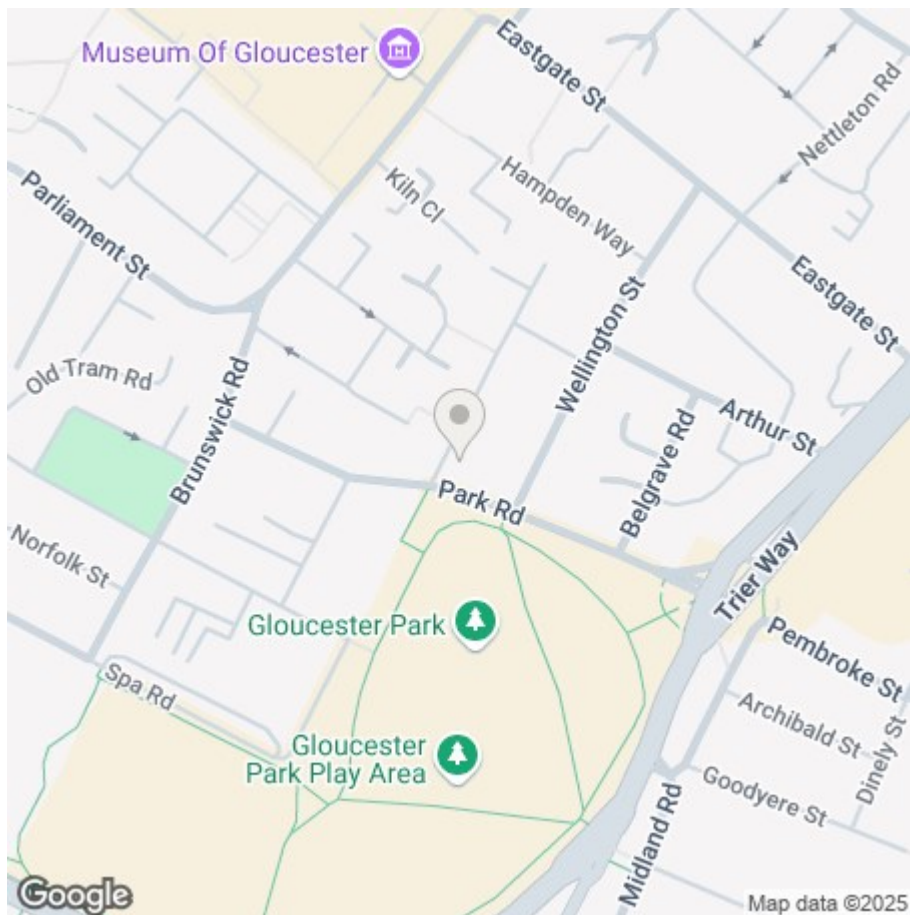 Museum Of Gloucester
Eastgate St
Nettleton Rd
Kiln Cl
Hampden Way
Parliament St
Eastgate St
Wellington St
Old Tram Rd
Brunswick Rd
Arthur St
Belgrave Rd
Park Rd
Norfolk St
Trier Way
Gloucester Park
Pembroke St
Spa Rd
Archibald St
Dinely St
Gloucester
Park Play Area
Goodyere St
Midland Rd
Google
Map data ©2025